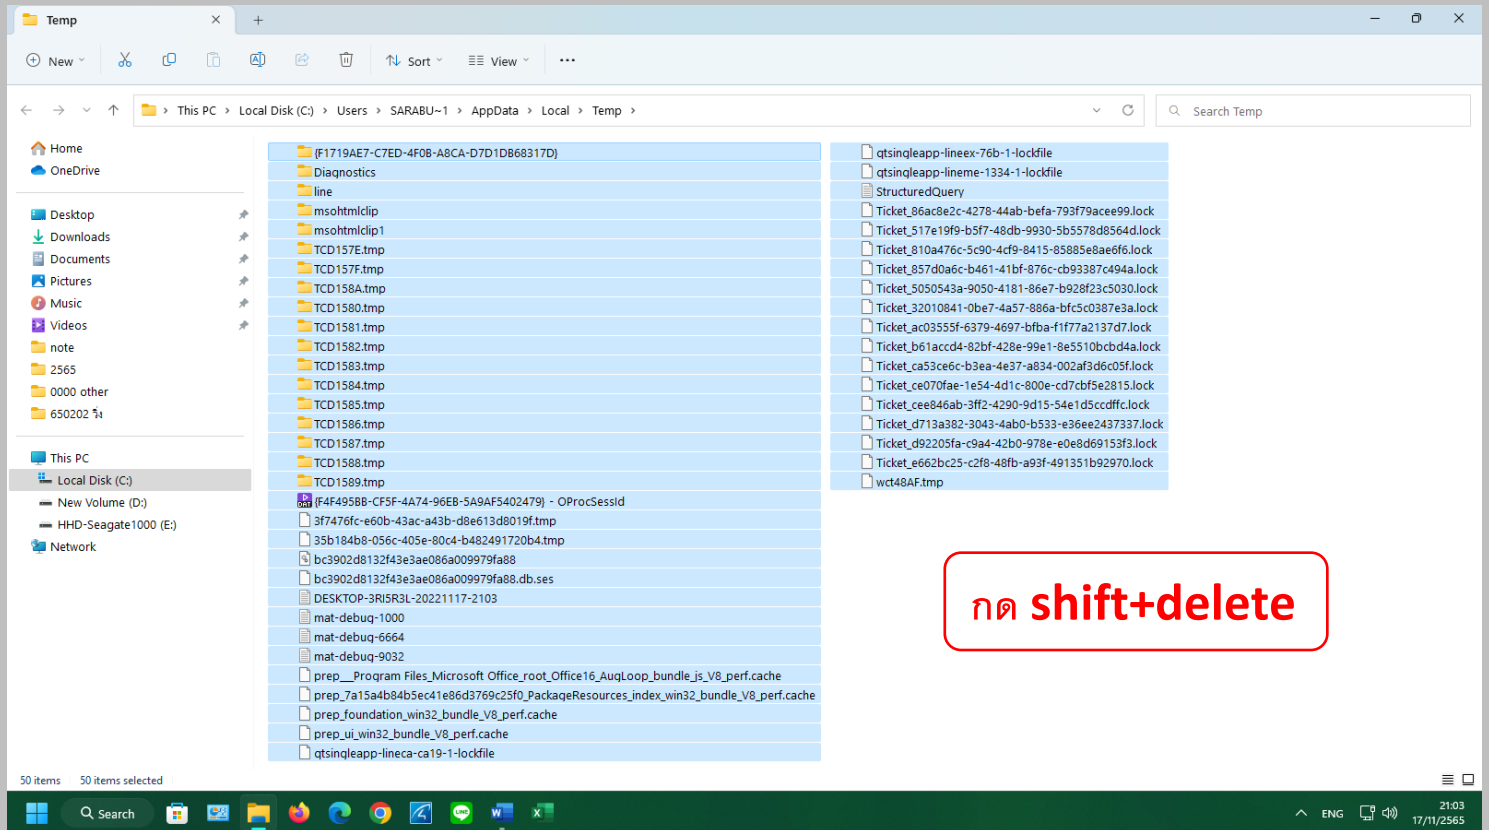 Temp
New
Sort
View
This PC > Local Disk (C:) > Users > SARABU~1 > AppData > Local > Temp >
Search Temp
Home
OneDrive
Desktop
Downloads
Documents
Pictures
Music
Videos
note
2565
0000 other
650202 วิ่ง
This PC
Local Disk (C:)
New Volume (D:)
HHD-Seagate1000 (E:)
Network
{F1719AE7-C7ED-4F0B-A8CA-D7D1DB68317D}
Diagnostics
line
msohtmlclip
msohtmlclip1
TCD157E.tmp
TCD157F.tmp
TCD158A.tmp
TCD1580.tmp
TCD1581.tmp
TCD1582.tmp
TCD1583.tmp
TCD1584.tmp
TCD1585.tmp
TCD1586.tmp
TCD1587.tmp
TCD1588.tmp
TCD1589.tmp
{F4F495BB-CF5F-4A74-96EB-5A9AF5402479} - OProcSessId
3f7476fc-e60b-43ac-a43b-d8e613d8019f.tmp
35b184b8-056c-405e-80c4-b482491720b4.tmp
bc3902d8132f43e3ae086a009979fa88
bc3902d8132f43e3ae086a009979fa88.db.ses
DESKTOP-3RI5R3L-20221117-2103
mat-debug-1000
mat-debug-6664
mat-debug-9032
prep__Program Files_Microsoft Office_root_Office16_AugLoop_bundle_js_V8_perf.cache
prep_7a15a4b84b5ec41e86d3769c25f0_PackageResources_index_win32_bundle_V8_perf.cache
prep_foundation_win32_bundle_V8_perf.cache
prep_ui_win32_bundle_V8_perf.cache
qtsingleapp-lineca-ca19-1-lockfile
qtsingleapp-lineex-76b-1-lockfile
qtsingleapp-lineme-1334-1-lockfile
StructuredQuery
Ticket_86ac8e2c-4278-44ab-befa-793f79acee99.lock
Ticket_517e19f9-b5f7-48db-9930-5b5578d8564d.lock
Ticket_810a476c-5c90-4cf9-8415-85885e8ae6f6.lock
Ticket_857d0a6c-b461-41bf-876c-cb93387c494a.lock
Ticket_5050543a-9050-4181-86e7-b928f23c5030.lock
Ticket_32010841-0be7-4a57-886a-bfc5c0387e3a.lock
Ticket_ac03555f-6379-4697-bfba-f1f77a2137d7.lock
Ticket_b61accd4-82bf-428e-99e1-8e5510bcbd4a.lock
Ticket_ca53ce6c-b3ea-4e37-a834-002af3d6c05f.lock
Ticket_ce070fae-1e54-4d1c-800e-cd7cbf5e2815.lock
Ticket_cee846ab-3ff2-4290-9d15-54e1d5ccdffc.lock
Ticket_d713a382-3043-4ab0-b533-e36ee2437337.lock
Ticket_d92205fa-c9a4-42b0-978e-e0e8d69153f3.lock
Ticket_e662bc25-c2f8-48fb-a93f-491351b92970.lock
wct48AF.tmp
กด shift+delete
50 items 50 items selected
Search
ENG
21:03
17/11/2565